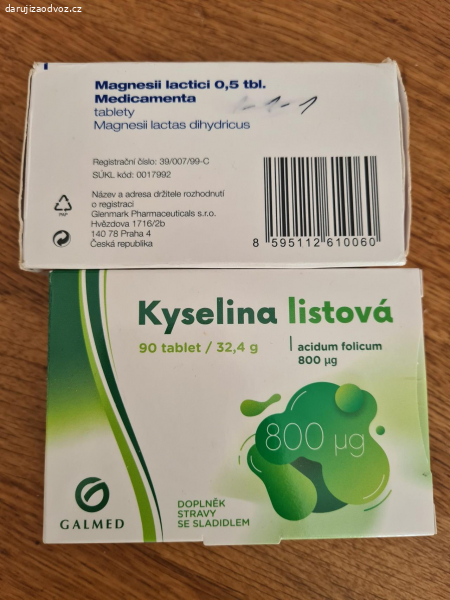 darujizaodvoz.cz
Magnesii lactici 0,5 tbl.
Medicamenta
1-1-1
tablety
Magnesii lactas dihydricus
Registrační číslo: 39/007/99-C
SÚKL kód: 0017992
Název a adresa držitele rozhodnutí
o registraci
Glenmark Pharmaceuticals s.r.o.
Hvězdova 1716/2b
140 78 Praha 4
Česká republika
PAP
8 595112 610060
Kyselina listová
90 tablet / 32,4 g
acidum folicum
800 µg
800 µg
GALMED
DOPLNĚK
STRAVY
SE SLADIDLEM